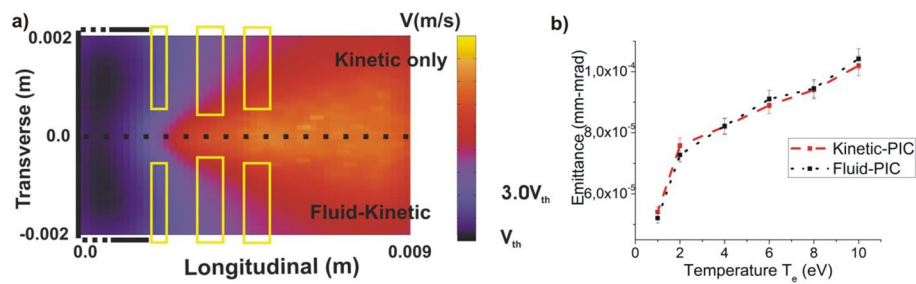 a)
V(m/s)
0.002
Kinetic only
Transverse (m)
0.0
Fluid-Kinetic
-0.002
0.0
0.009
Longitudinal (m)
3.0Vth
Vth
b)
Emittance (mm-mrad)
1,0x10-4
8,0x10-5
6,0x10-5
Kinetic-PIC
Fluid-PIC
0 2 4 6 8 10
Temperature Te (eV)